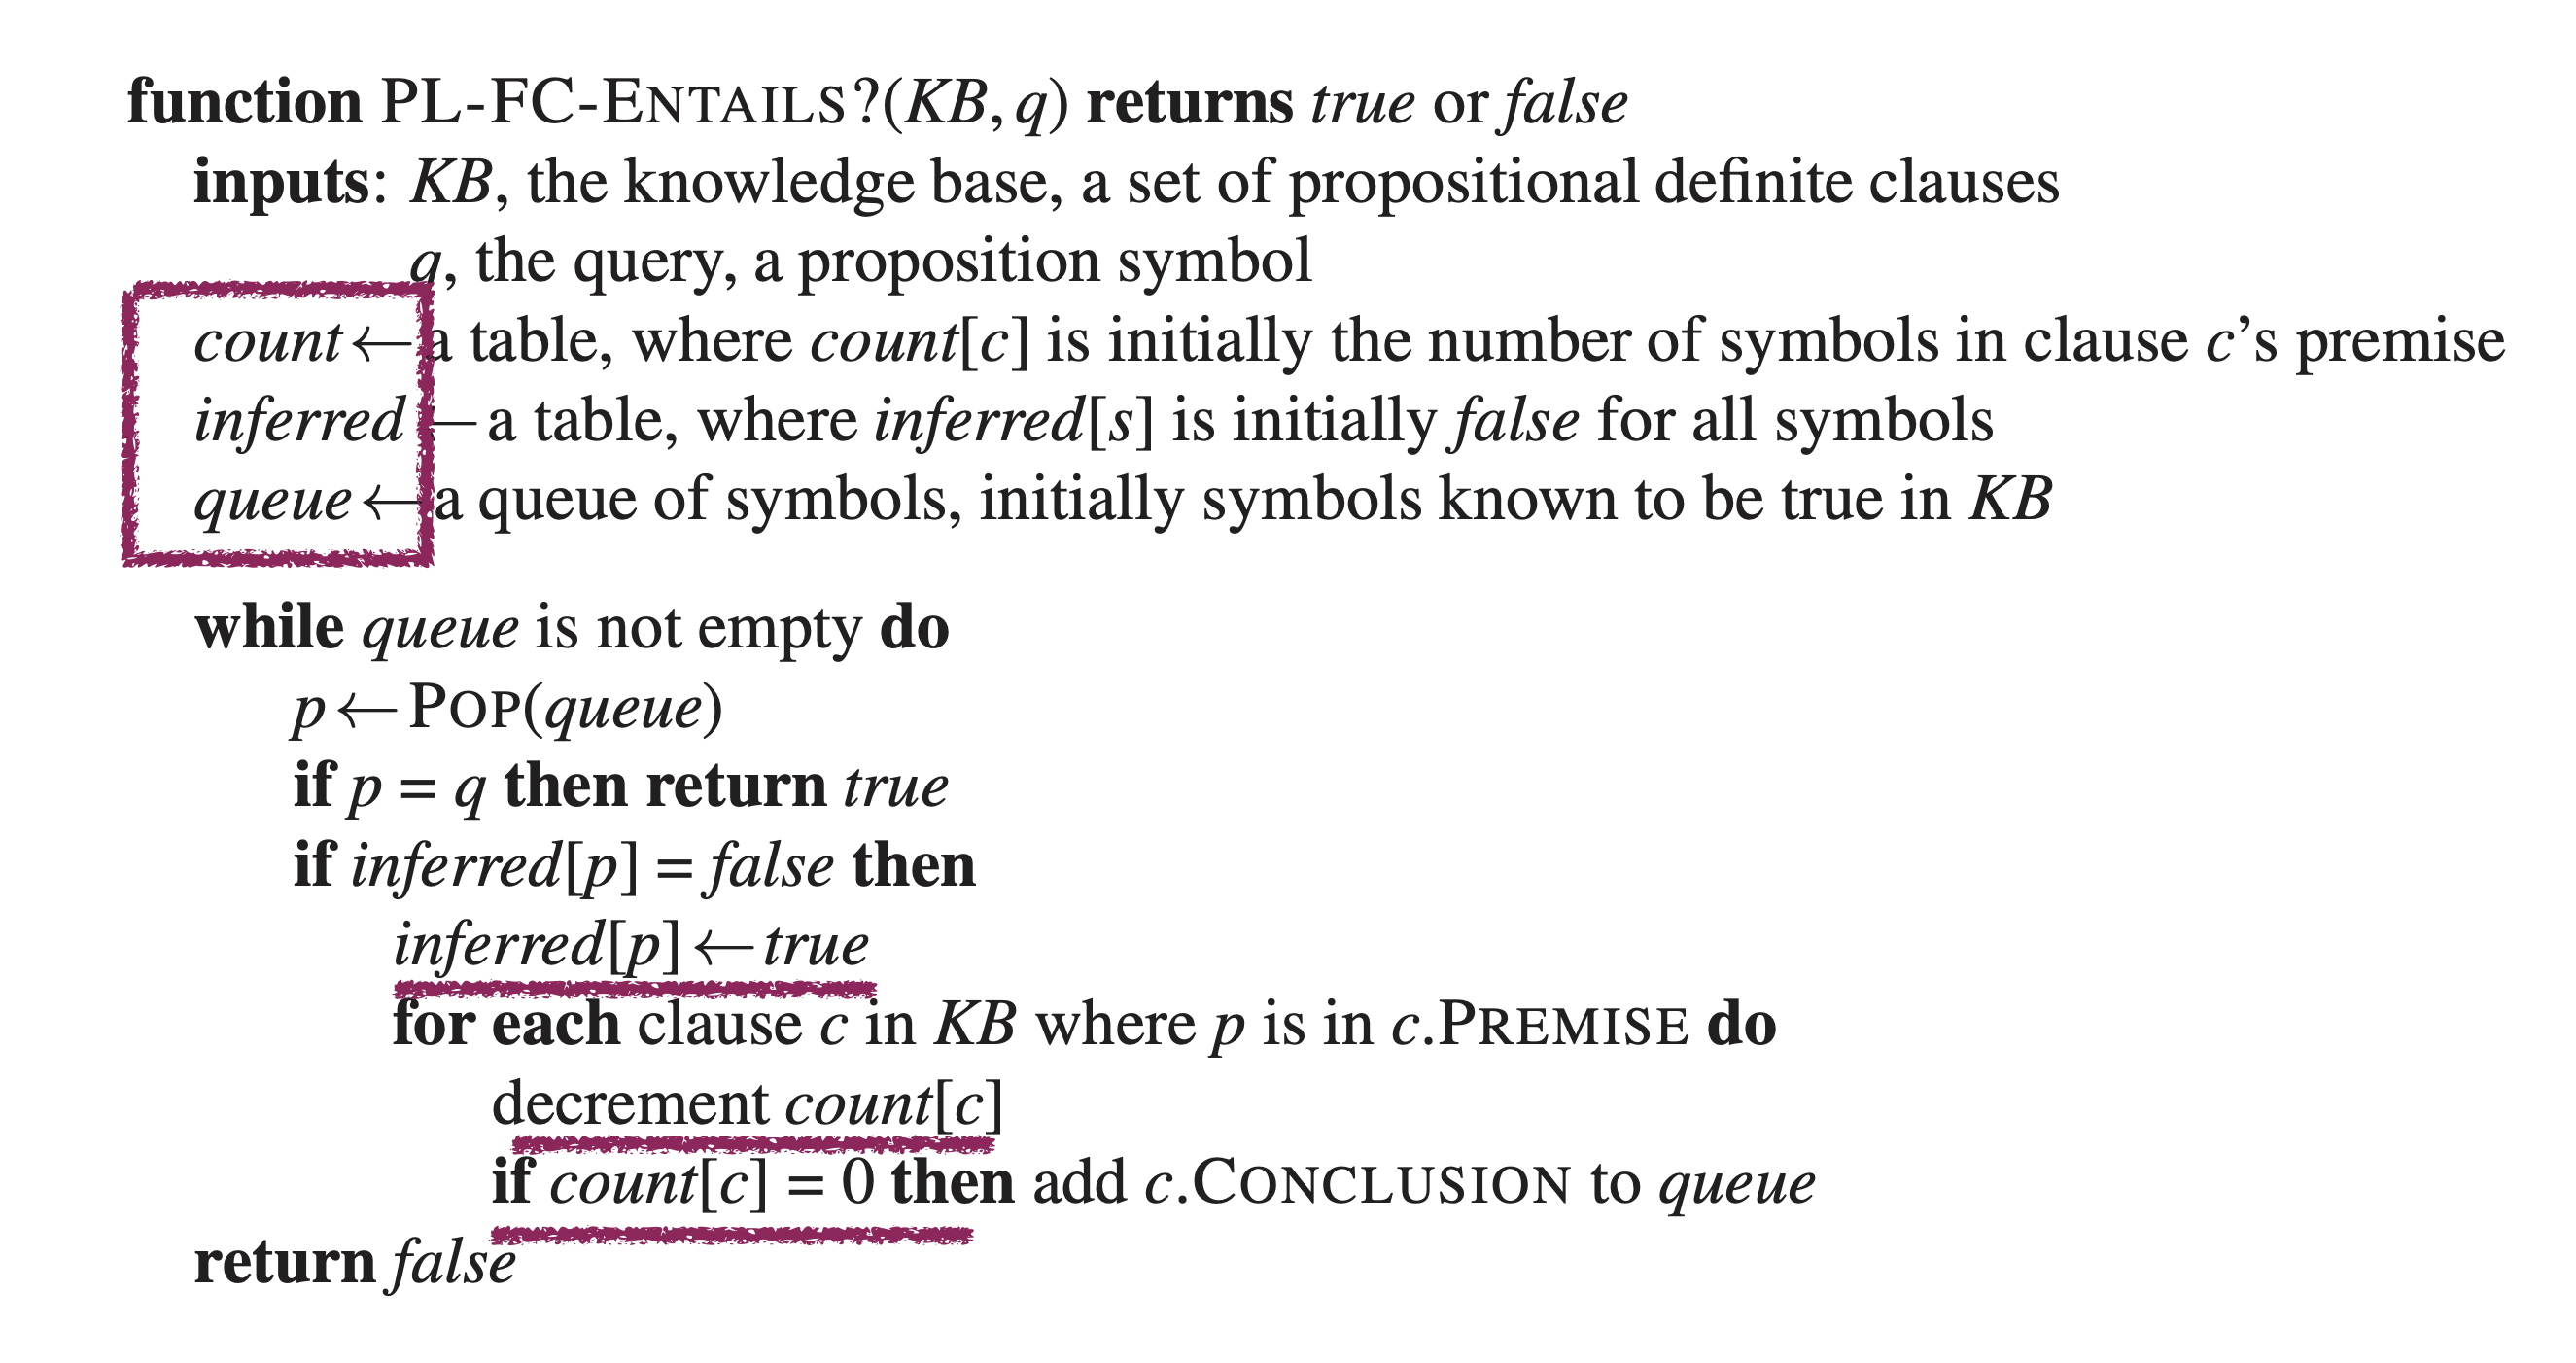 function PL-FC-ENTAILS?(KB, q) returns true or false
inputs: KB, the knowledge base, a set of propositional definite clauses
q, the query, a proposition symbol
count ← a table, where count[c] is initially the number of symbols in clause c’s premise
inferred ← a table, where inferred[s] is initially false for all symbols
queue ← a queue of symbols, initially symbols known to be true in KB
while queue is not empty do
p ← POP(queue)
if p = q then return true
if inferred[p] = false then
inferred[p] ← true
for each clause c in KB where p is in c.PREMISE do
decrement count[c]
if count[c] = 0 then add c.CONCLUSION to queue
return false